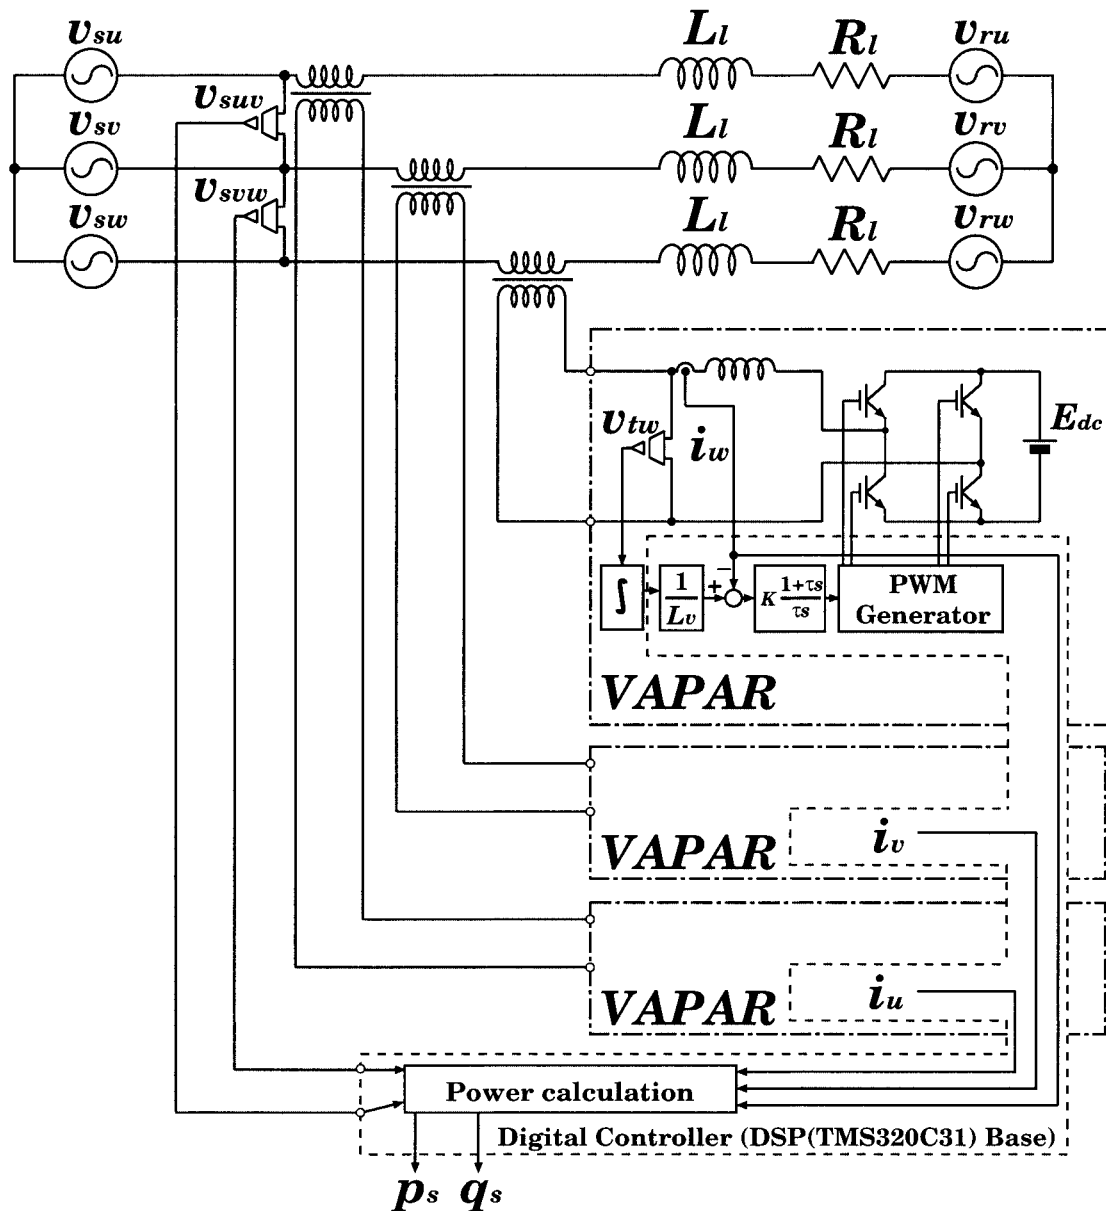 v_su L_l R_l v_ru
v_suv
v_sv L_l R_l v_rv
v_svw
v_sw L_l R_l v_rw
v_tw i_w E_dc
∫ 1/L_v + − K (1+τs)/τs PWM Generator
VAPAR
VAPAR i_v
VAPAR i_u
Power calculation
Digital Controller (DSP(TMS320C31) Base)
p_s q_s